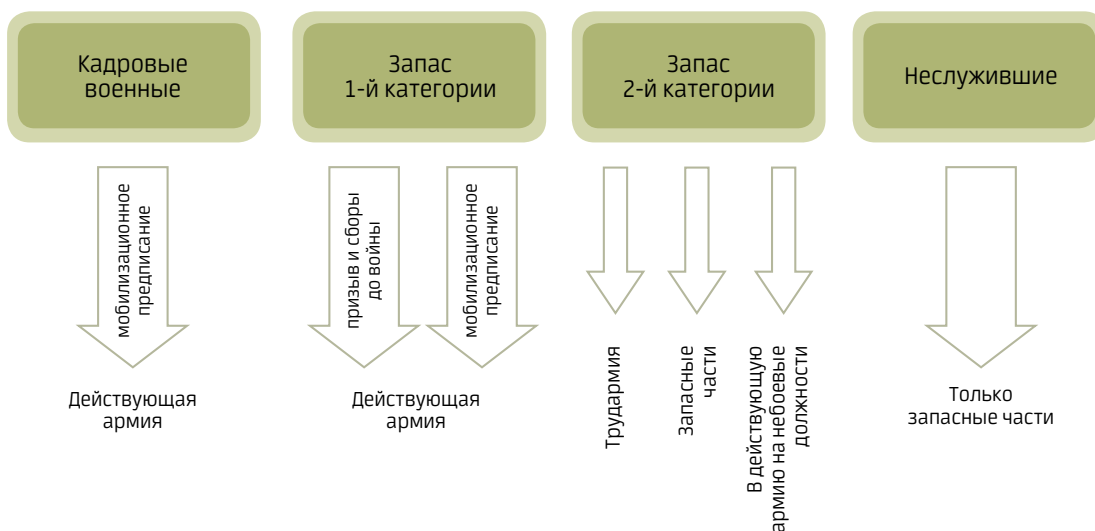 Кадровые
военные
Запас
1-й категории
Запас
2-й категории
Неслужившие
мобилизационное
предписание
призыв и сборы
до войны
мобилизационное
предписание
Действующая
армия
Действующая
армия
Трудармия
Запасные
части
В действующую
армию на небоевые
должности
Только
запасные части